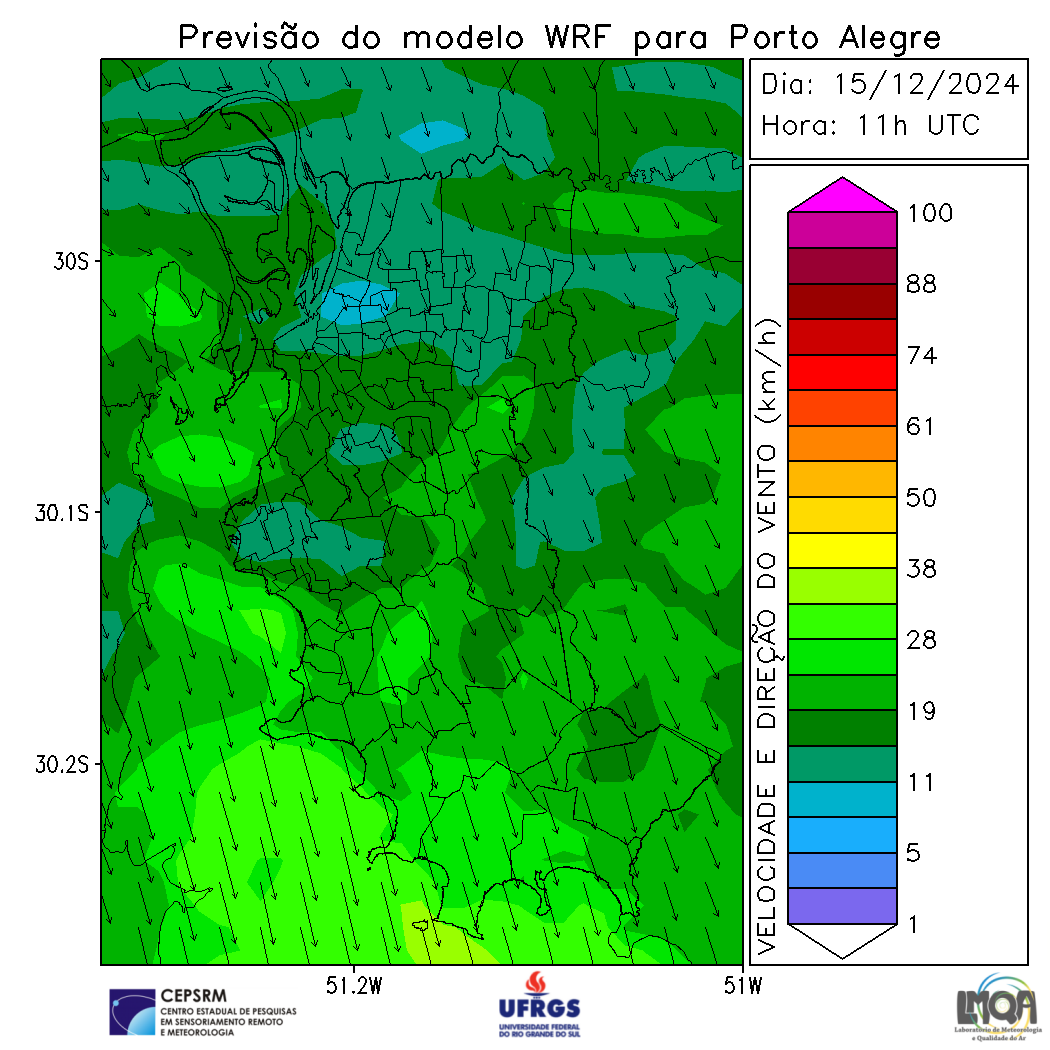 Previsão do modelo WRF para Porto Alegre
Dia: 15/12/2024
Hora: 11h UTC
30S
30.1S
30.2S
51.2W
51W
VELOCIDADE E DIREÇÃO DO VENTO (km/h)
100
88
74
61
50
38
28
19
11
5
1
CEPSRM
CENTRO ESTADUAL DE PESQUISAS
EM SENSORIAMENTO REMOTO
E METEOROLOGIA
UFRGS
UNIVERSIDADE FEDERAL
DO RIO GRANDE DO SUL
LMQA
Laboratório de Meteorologia
e Qualidade do Ar